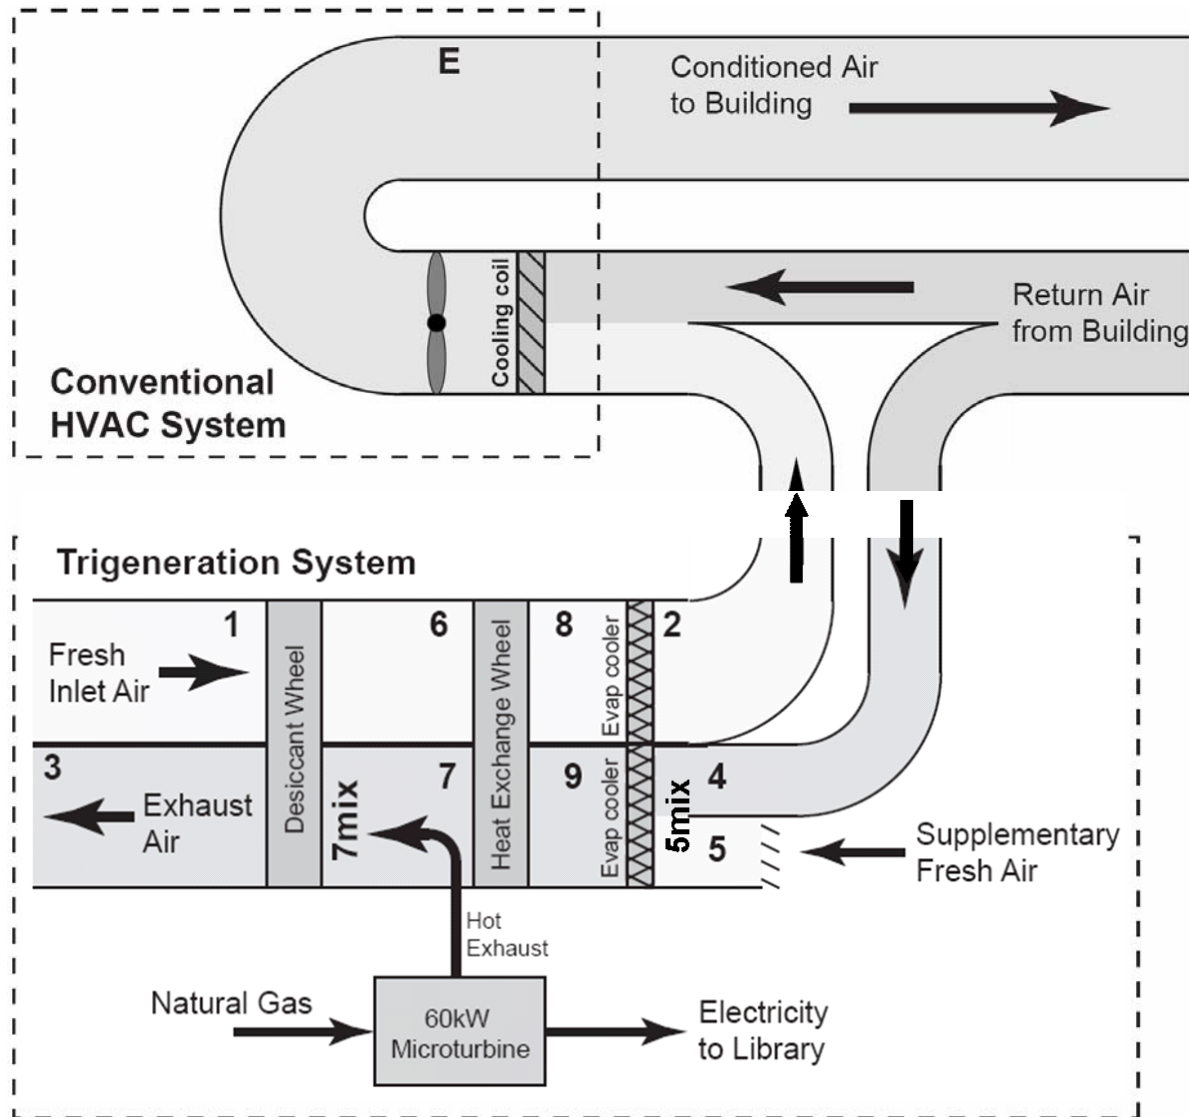 E
Conditioned Air
to Building
Cooling coil
Return Air
from Building
Conventional
HVAC System
Trigeneration System
1
6
8
2
Fresh
Inlet Air
Desiccant Wheel
Heat Exchange Wheel
Evap cooler
3
7
9
4
Exhaust
Air
7mix
Evap cooler
5mix
5
Supplementary
Fresh Air
Hot
Exhaust
Natural Gas
60kW
Microturbine
Electricity
to Library